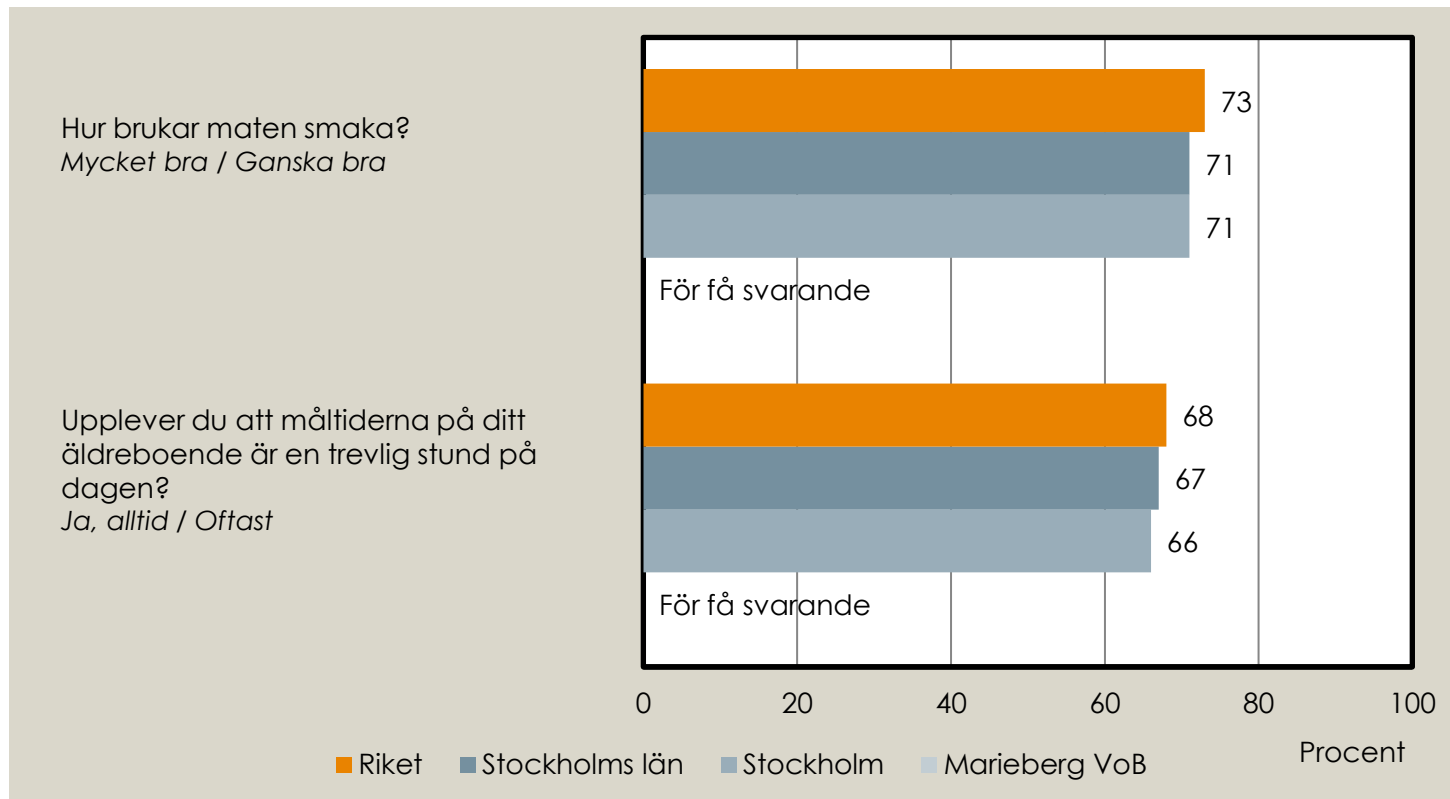 Hur brukar maten smaka?
Mycket bra / Ganska bra
73
71
71
För få svarande
Upplever du att måltiderna på ditt
äldreboende är en trevlig stund på
dagen?
Ja, alltid / Oftast
68
67
66
För få svarande
0 20 40 60 80 100
Procent
Riket Stockholms län Stockholm Marieberg VoB